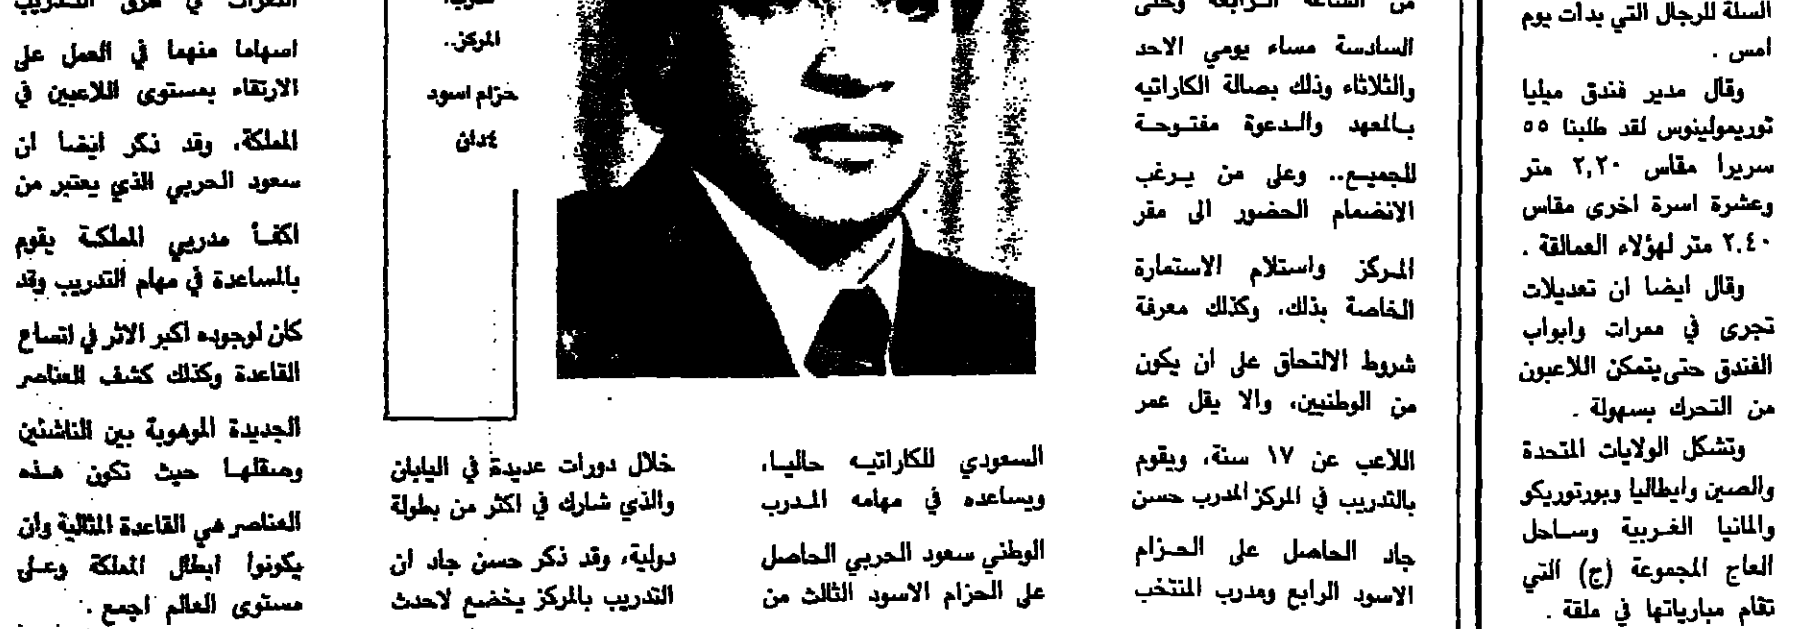 السلة للرجال التي بدأت يوم
امس .
وقال مدير فندق ميليا
توريمولينوس لقد طلبنا ٥٥
سريرا مقاس ٢,٢٠ متر
وعشرة اسرة اخرى مقاس
٢,٤٠ متر لهؤلاء العمالقة .
وقال ايضا ان تعديلات
تجرى في ممرات وابواب
الفندق حتى يتمكن اللاعبون
من التحرك بسهولة .
وتشكل الولايات المتحدة
والصين وايطاليا وبورتوريكو
والمانيا الغربية وساحل
العاج المجموعة (ج) التي
تقام مبارياتها في ملقة .
من الساعة الرابعة وحتى
السادسة مساء يومي الاحد
والثلاثاء وذلك بصالة الكاراتيه
بالمعهد والدعوة مفتوحة
للجميع.. وعلى من يرغب
الانضمام الحضور الى مقر
المركز واستلام الاستمارة
الخاصة بذلك، وكذلك معرفة
شروط الالتحاق على ان يكون
من الوطنيين، والا يقل عمر
اللاعب عن ١٧ سنة، ويقوم
بالتدريب في المركز المدرب حسن
جاد الحاصل على الحزام
الاسود الرابع ومدرب المنتخب
المركز..
حزام اسود
٤دان
السعودي للكاراتيه حاليا،
ويساعده في مهامه المدرب
الوطني سعود الحربي الحاصل
على الحزام الاسود الثالث من
خلال دورات عديدة في اليابان
والذي شارك في اكثر من بطولة
دولية، وقد ذكر حسن جاد ان
التدريب بالمركز يخضع لاحدث
في طرق التدريب
اسهاما منهما في العمل على
الارتقاء بمستوى اللاعبين في
المملكة، وقد ذكر ايضا ان
سعود الحربي الذي يعتبر من
اكفأ مدربي المملكة يقوم
بالمساعدة في مهام التدريب وقد
كان لوجوده اكبر الاثر في اتساع
القاعدة وكذلك كشف العناصر
الجديدة الموهوبة بين الناشئين
وصقلها حيث تكون هذه
العناصر هي القاعدة المثالية وان
يكونوا ابطال المملكة وعلى
مستوى العالم اجمع .